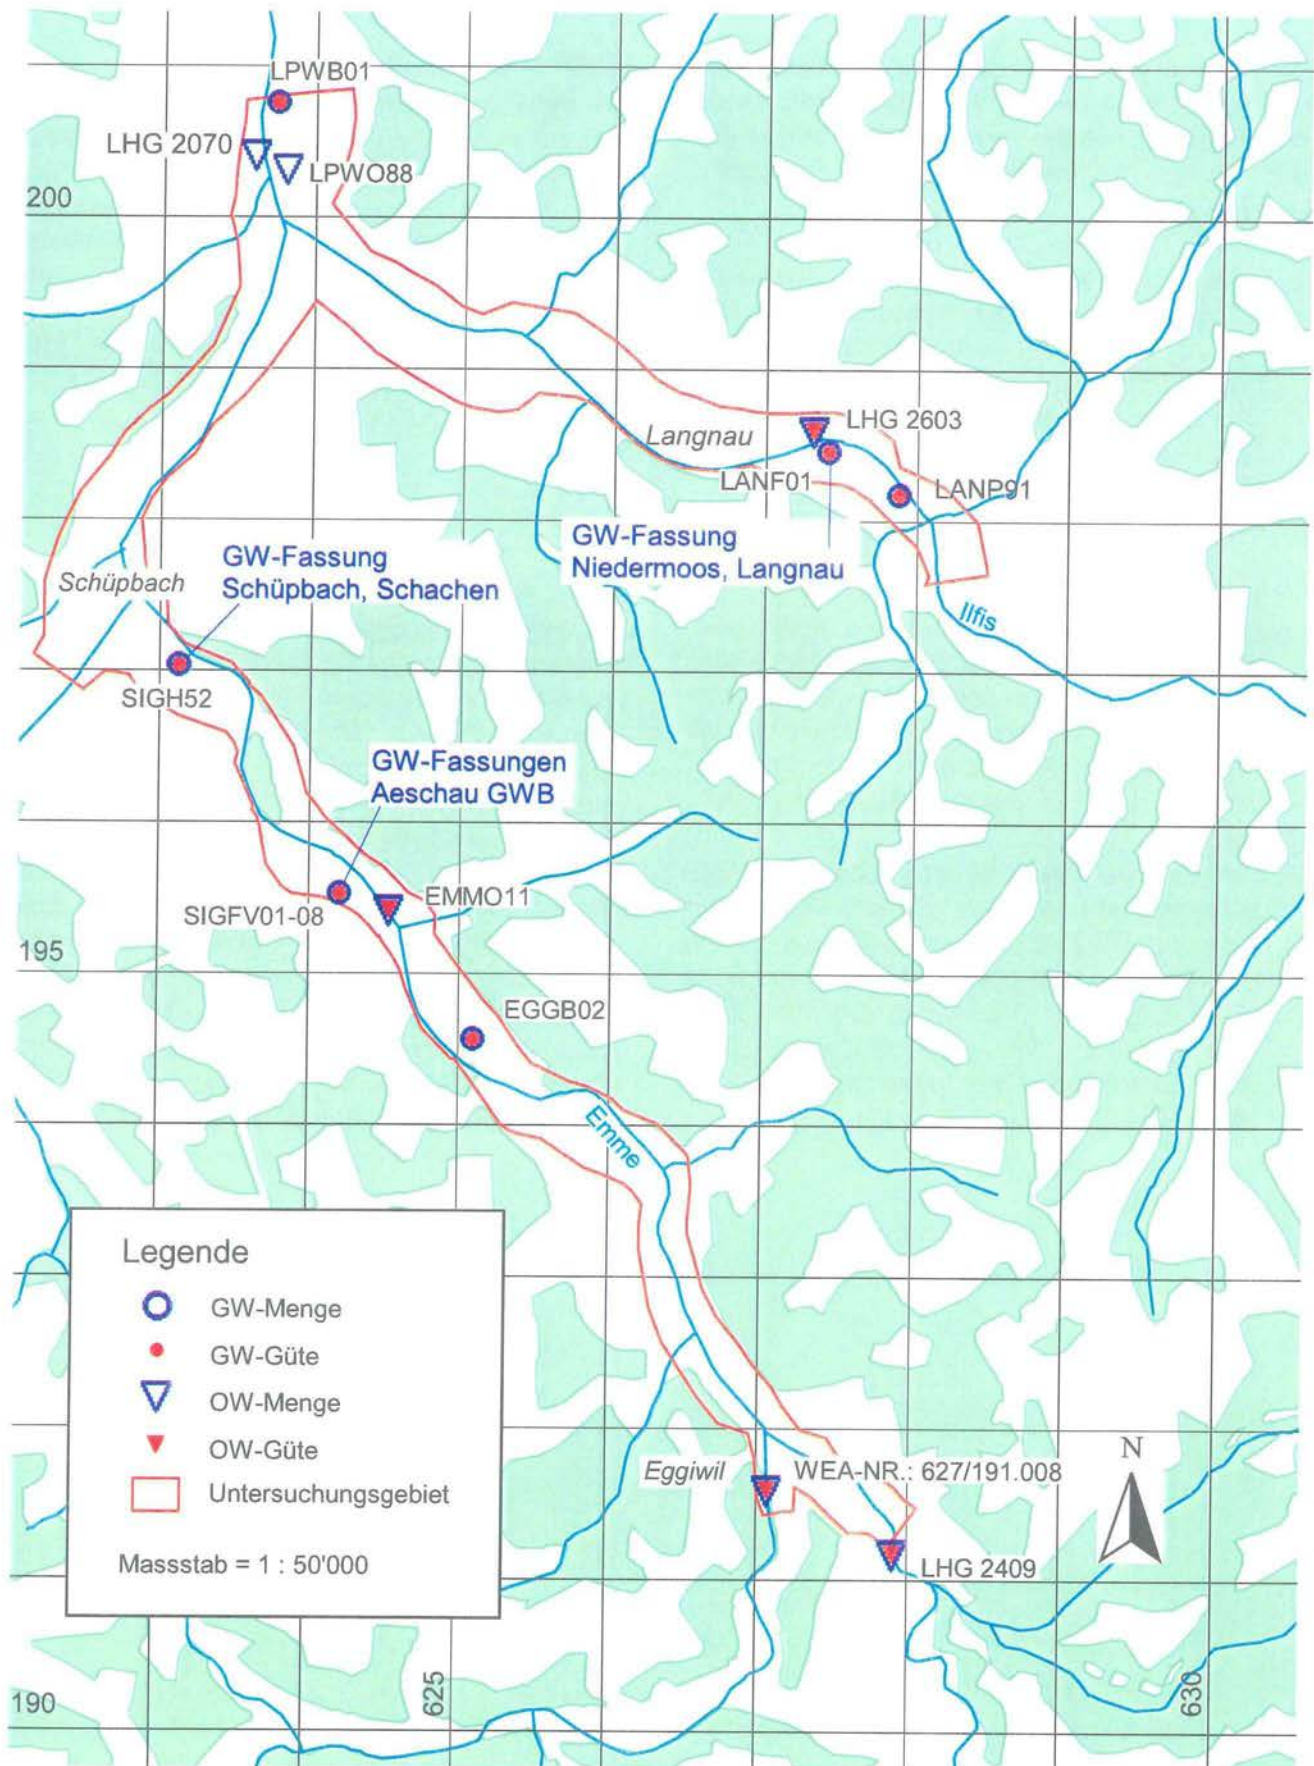 LPWB01
LHG 2070
LPWO88
200
LHG 2603
Langnau
LANF01
LANP91
GW-Fassung
Niedermoos, Langnau
GW-Fassung
Schüpbach, Schachen
Schüpbach
Ilfis
SIGH52
GW-Fassungen
Aeschau GWB
EMMO11
SIGFV01-08
195
EGGB02
Emme
Legende
GW-Menge
GW-Güte
OW-Menge
OW-Güte
Untersuchungsgebiet
Massstab = 1 : 50'000
N
Eggiwil
WEA-NR.: 627/191.008
LHG 2409
190
625
630